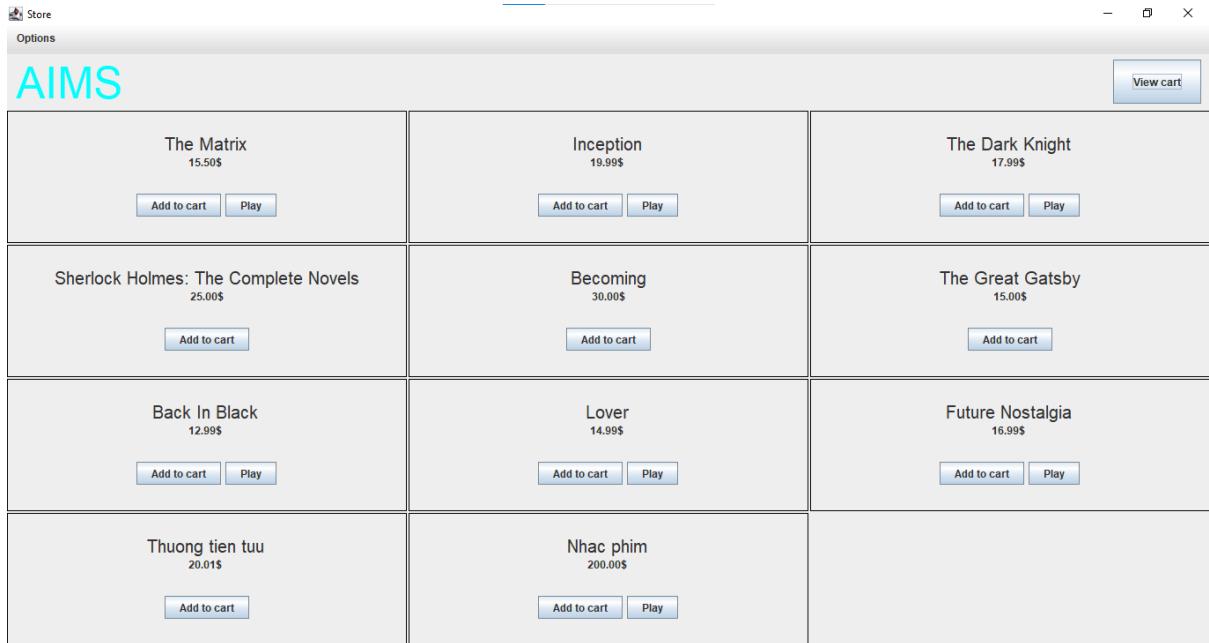 Store
Options
AIMS
View cart
The Matrix
15.50$
Add to cart Play
Inception
19.99$
Add to cart Play
The Dark Knight
17.99$
Add to cart Play
Sherlock Holmes: The Complete Novels
25.00$
Add to cart
Becoming
30.00$
Add to cart
The Great Gatsby
15.00$
Add to cart
Back In Black
12.99$
Add to cart Play
Lover
14.99$
Add to cart Play
Future Nostalgia
16.99$
Add to cart Play
Thuong tien tuu
20.01$
Add to cart
Nhac phim
200.00$
Add to cart Play